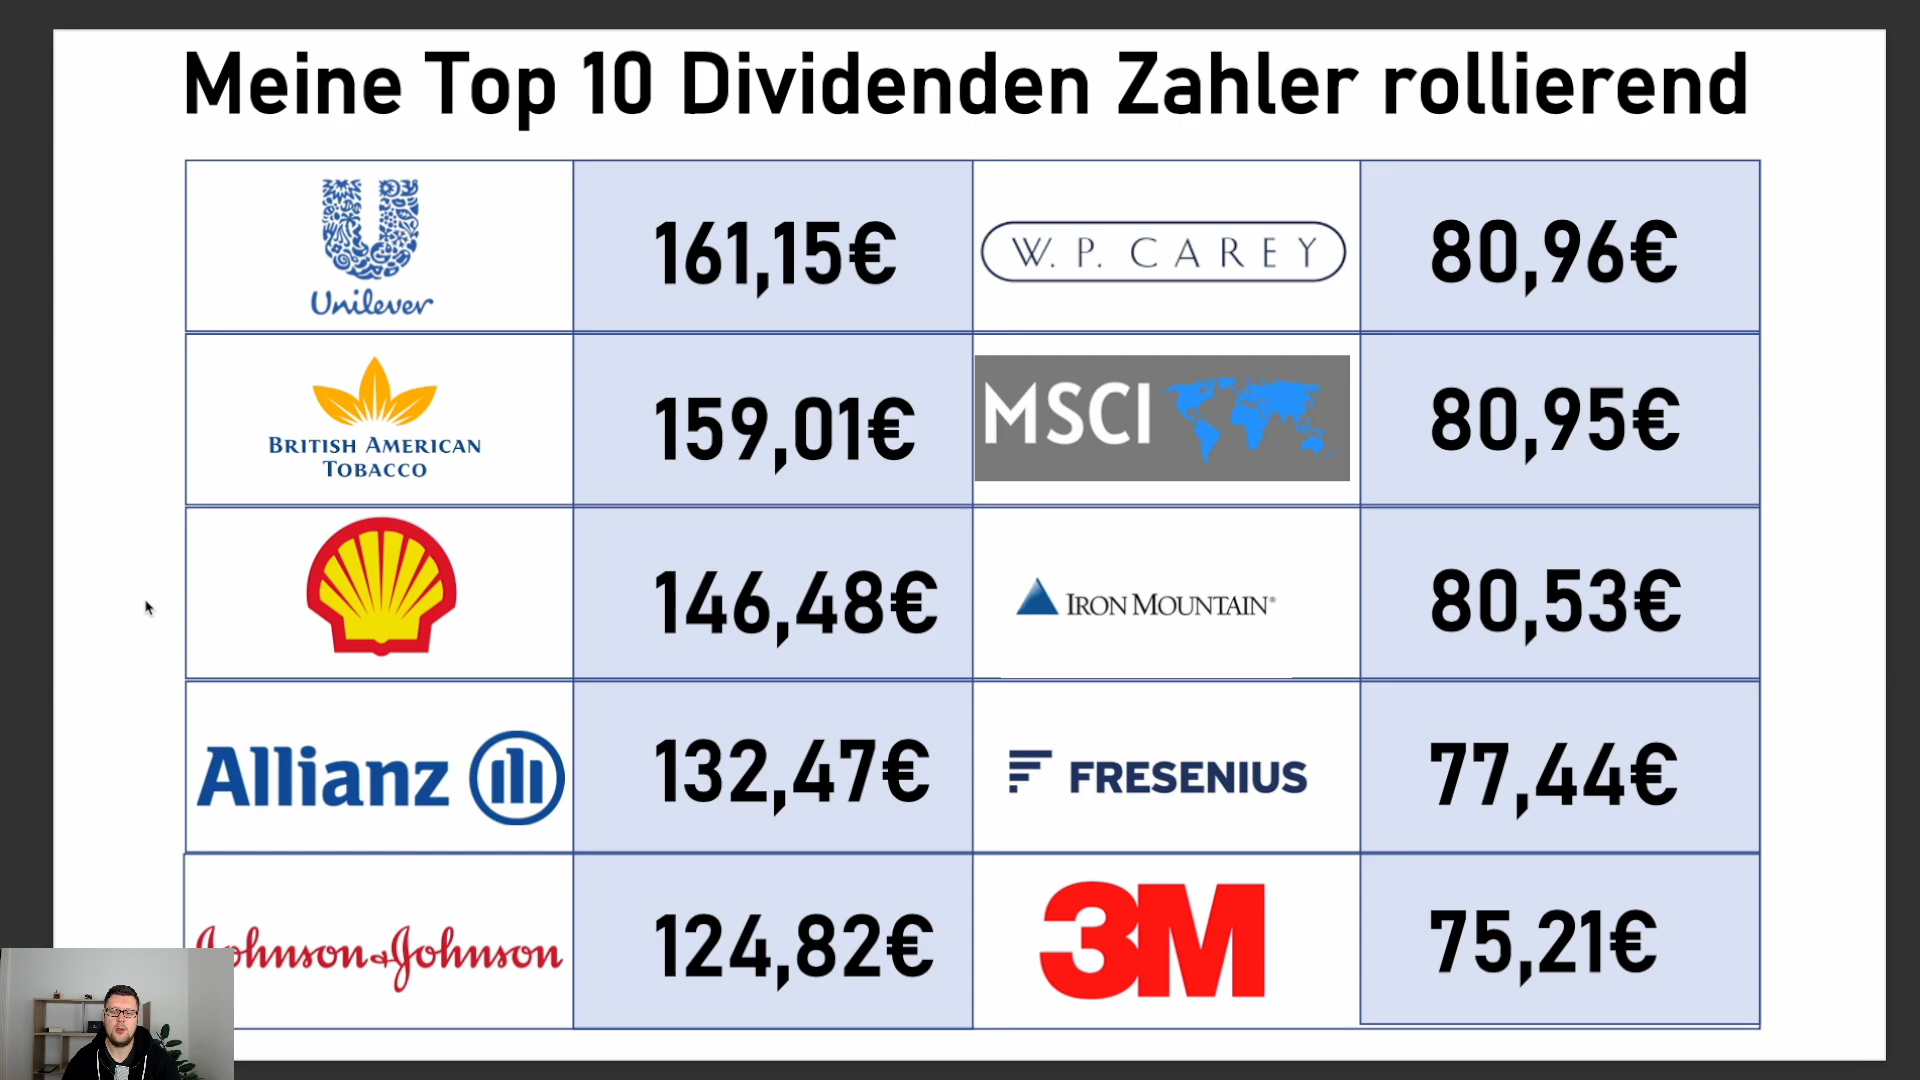 Meine Top 10 Dividenden Zahler rollierend
Unilever
161,15€
W. P. CAREY
80,96€
BRITISH AMERICAN
TOBACCO
159,01€
MSCI
80,95€
146,48€
IRON MOUNTAIN®
80,53€
Allianz
132,47€
FRESENIUS
77,44€
Johnson & Johnson
124,82€
3M
75,21€